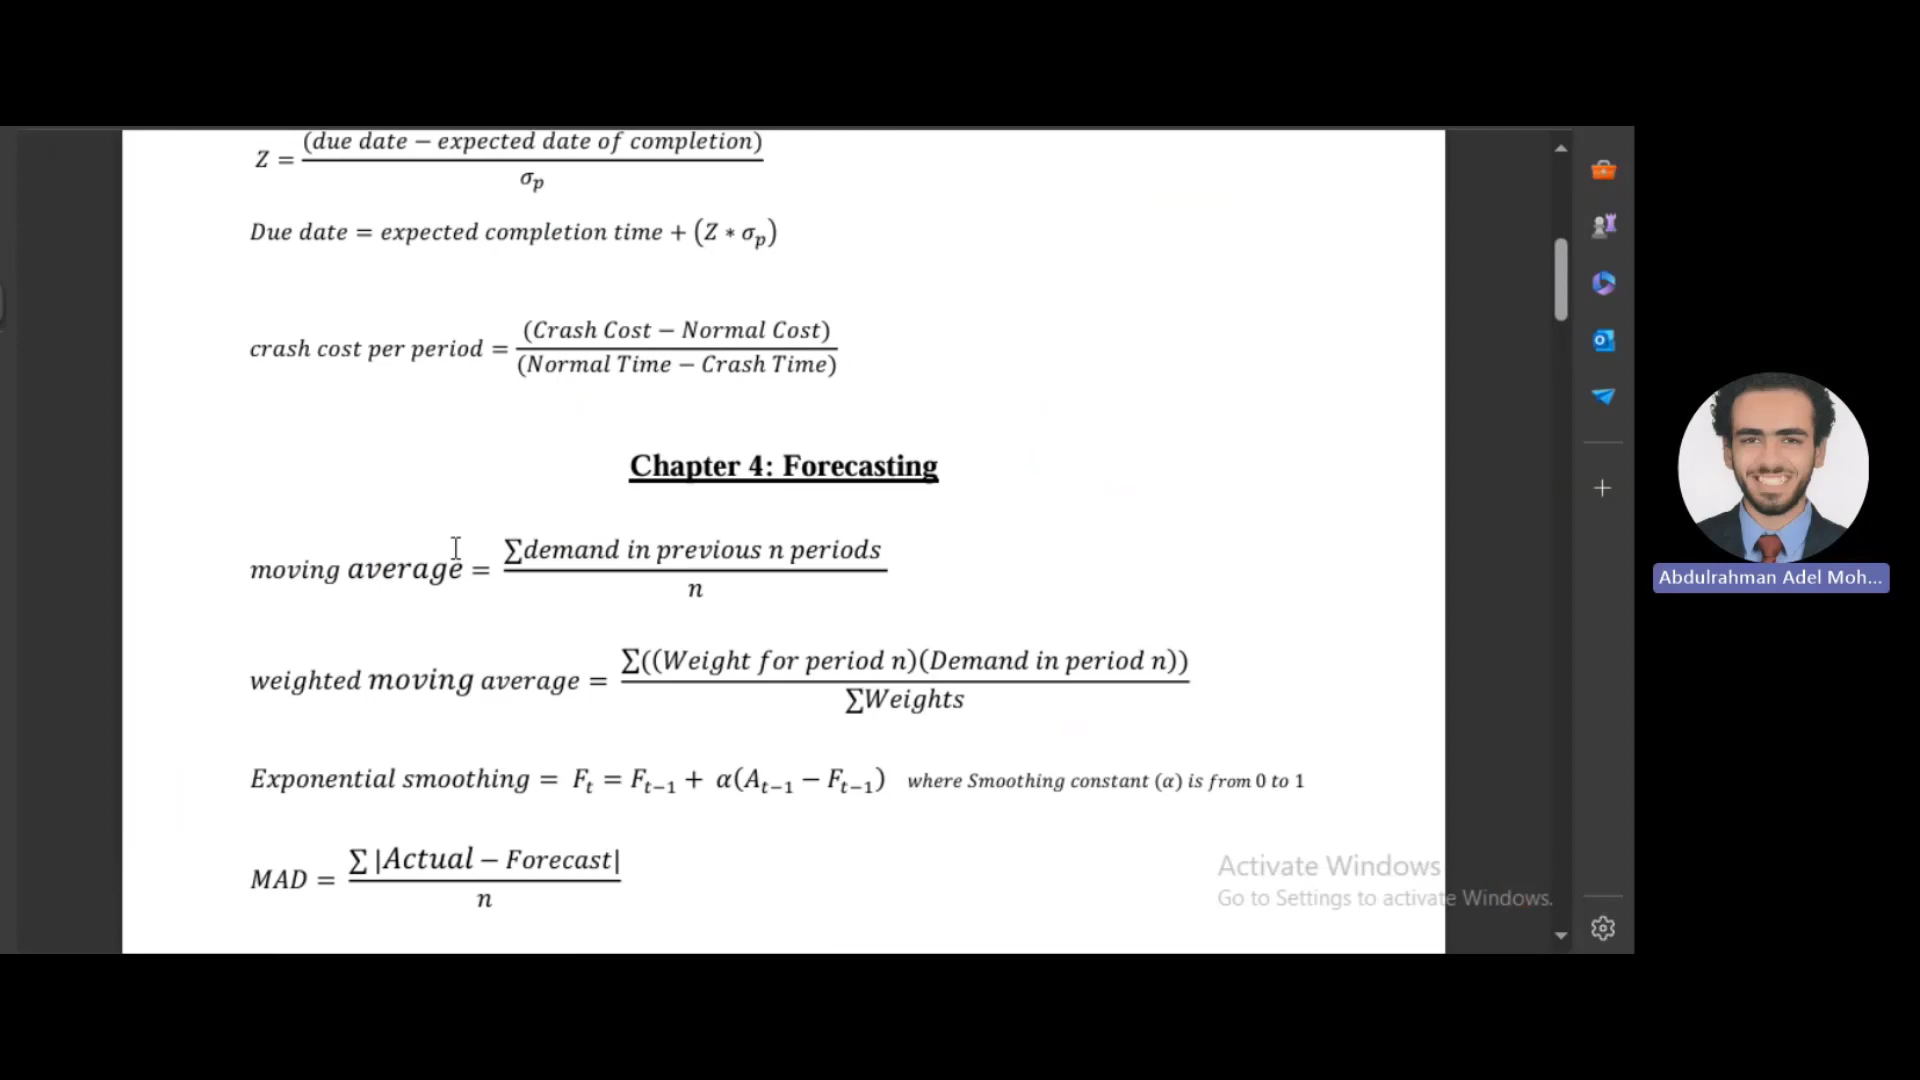 Z = (due date − expected date of completion) / σₚ
Due date = expected completion time + (Z ∗ σₚ)
crash cost per period = (Crash Cost − Normal Cost) / (Normal Time − Crash Time)
Chapter 4: Forecasting
moving average = ∑demand in previous n periods / n
weighted moving average = ∑((Weight for period n)(Demand in period n)) / ∑Weights
Exponential smoothing = Fₜ = Fₜ₋₁ + α(Aₜ₋₁ − Fₜ₋₁) where Smoothing constant (α) is from 0 to 1
MAD = ∑|Actual − Forecast| / n
Activate Windows
Go to Settings to activate Windows.
Abdulrahman Adel Moh...